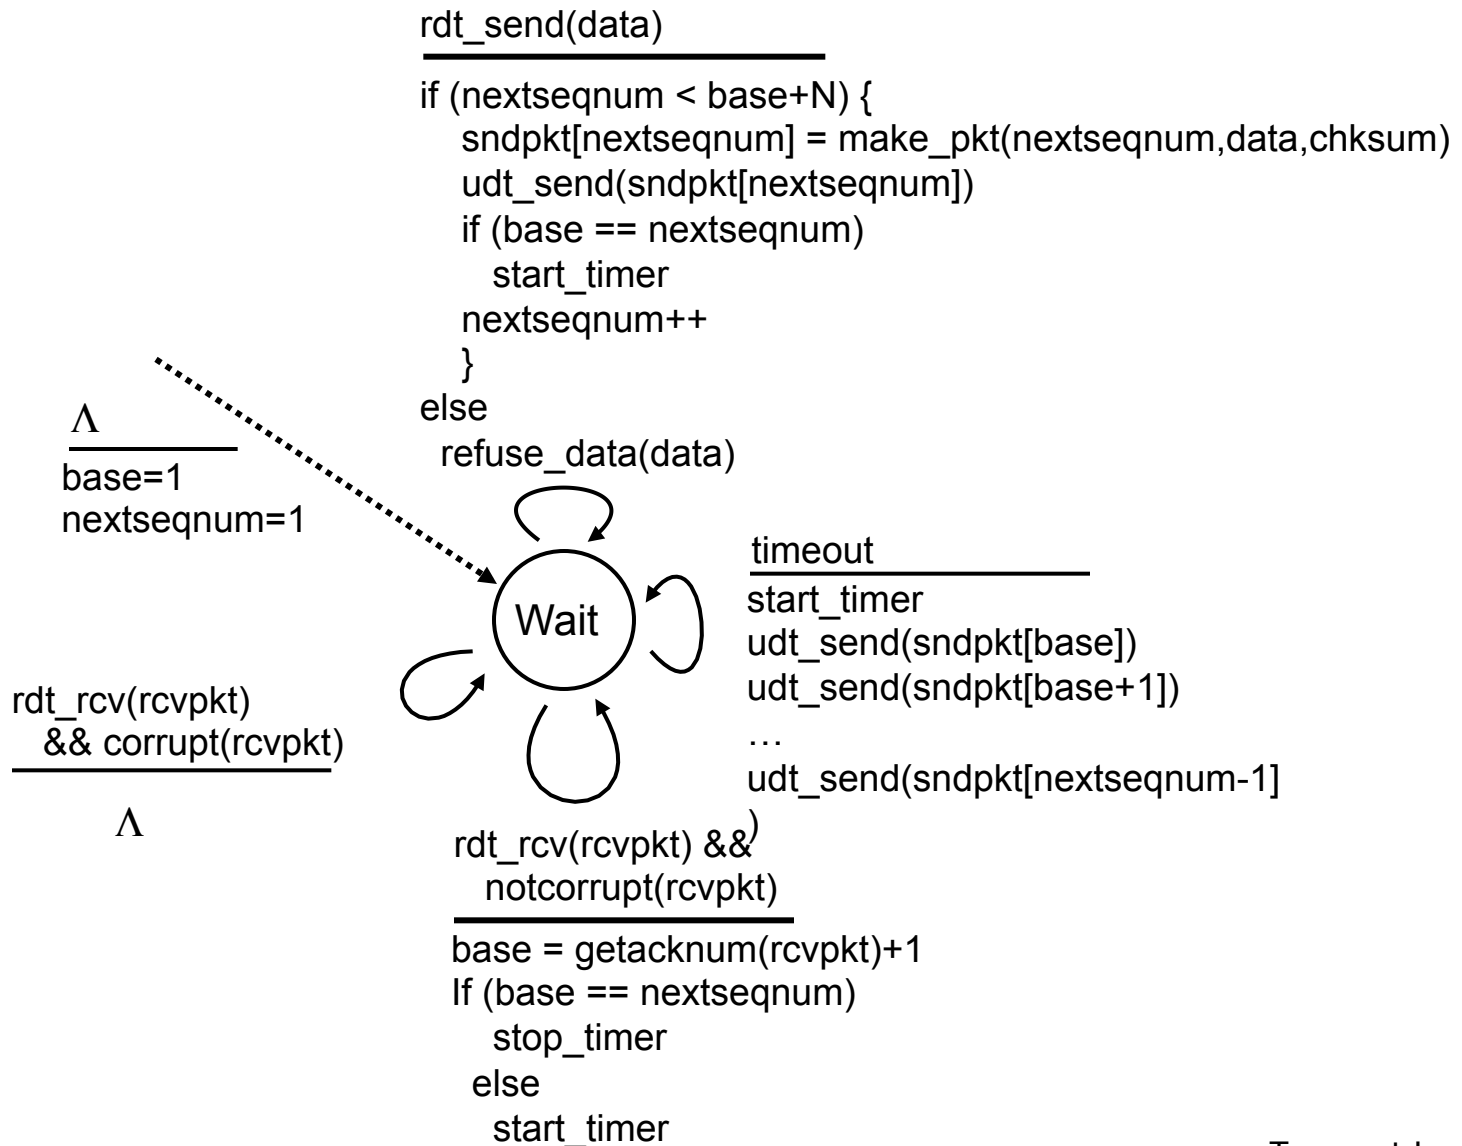 rdt_send(data)
if (nextseqnum < base+N) {
sndpkt[nextseqnum] = make_pkt(nextseqnum,data,chksum)
udt_send(sndpkt[nextseqnum])
if (base == nextseqnum)
start_timer
nextseqnum++
}
else
refuse_data(data)
Λ
base=1
nextseqnum=1
Wait
timeout
start_timer
udt_send(sndpkt[base])
udt_send(sndpkt[base+1])
…
udt_send(sndpkt[nextseqnum-1]
)
rdt_rcv(rcvpkt)
&& corrupt(rcvpkt)
Λ
rdt_rcv(rcvpkt) &&
notcorrupt(rcvpkt)
base = getacknum(rcvpkt)+1
If (base == nextseqnum)
stop_timer
else
start_timer